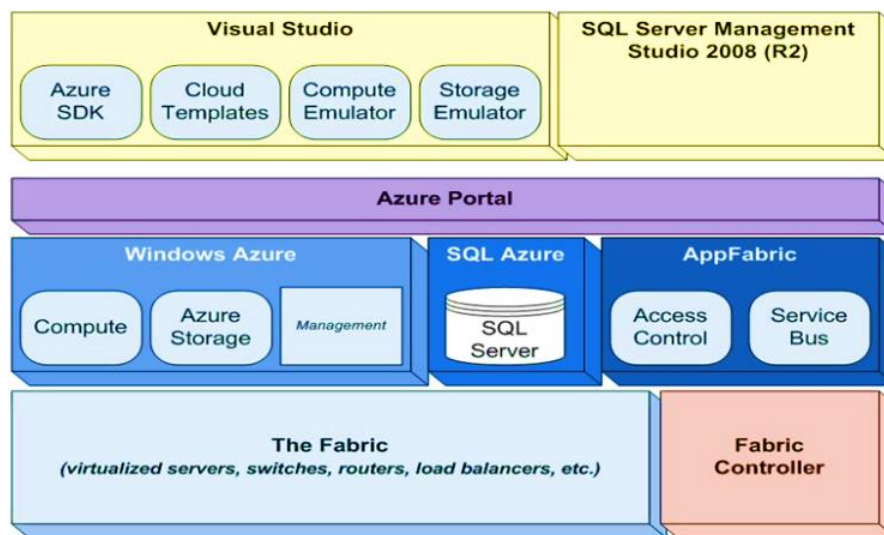 Visual Studio
SQL Server Management
Studio 2008 (R2)
Azure
SDK
Cloud
Templates
Compute
Emulator
Storage
Emulator
Azure Portal
Windows Azure
SQL Azure
AppFabric
Compute
Azure
Storage
Management
SQL
Server
Access
Control
Service
Bus
The Fabric
(virtualized servers, switches, routers, load balancers, etc.)
Fabric
Controller